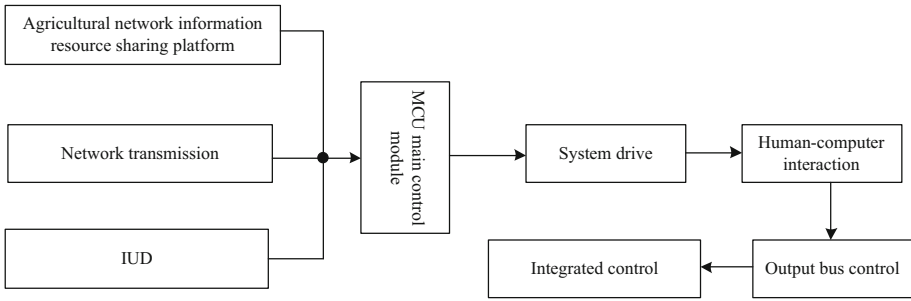 Agricultural network information
resource sharing platform
Network transmission
IUD
MCU main control
module
System drive
Human-computer
interaction
Integrated control
Output bus control